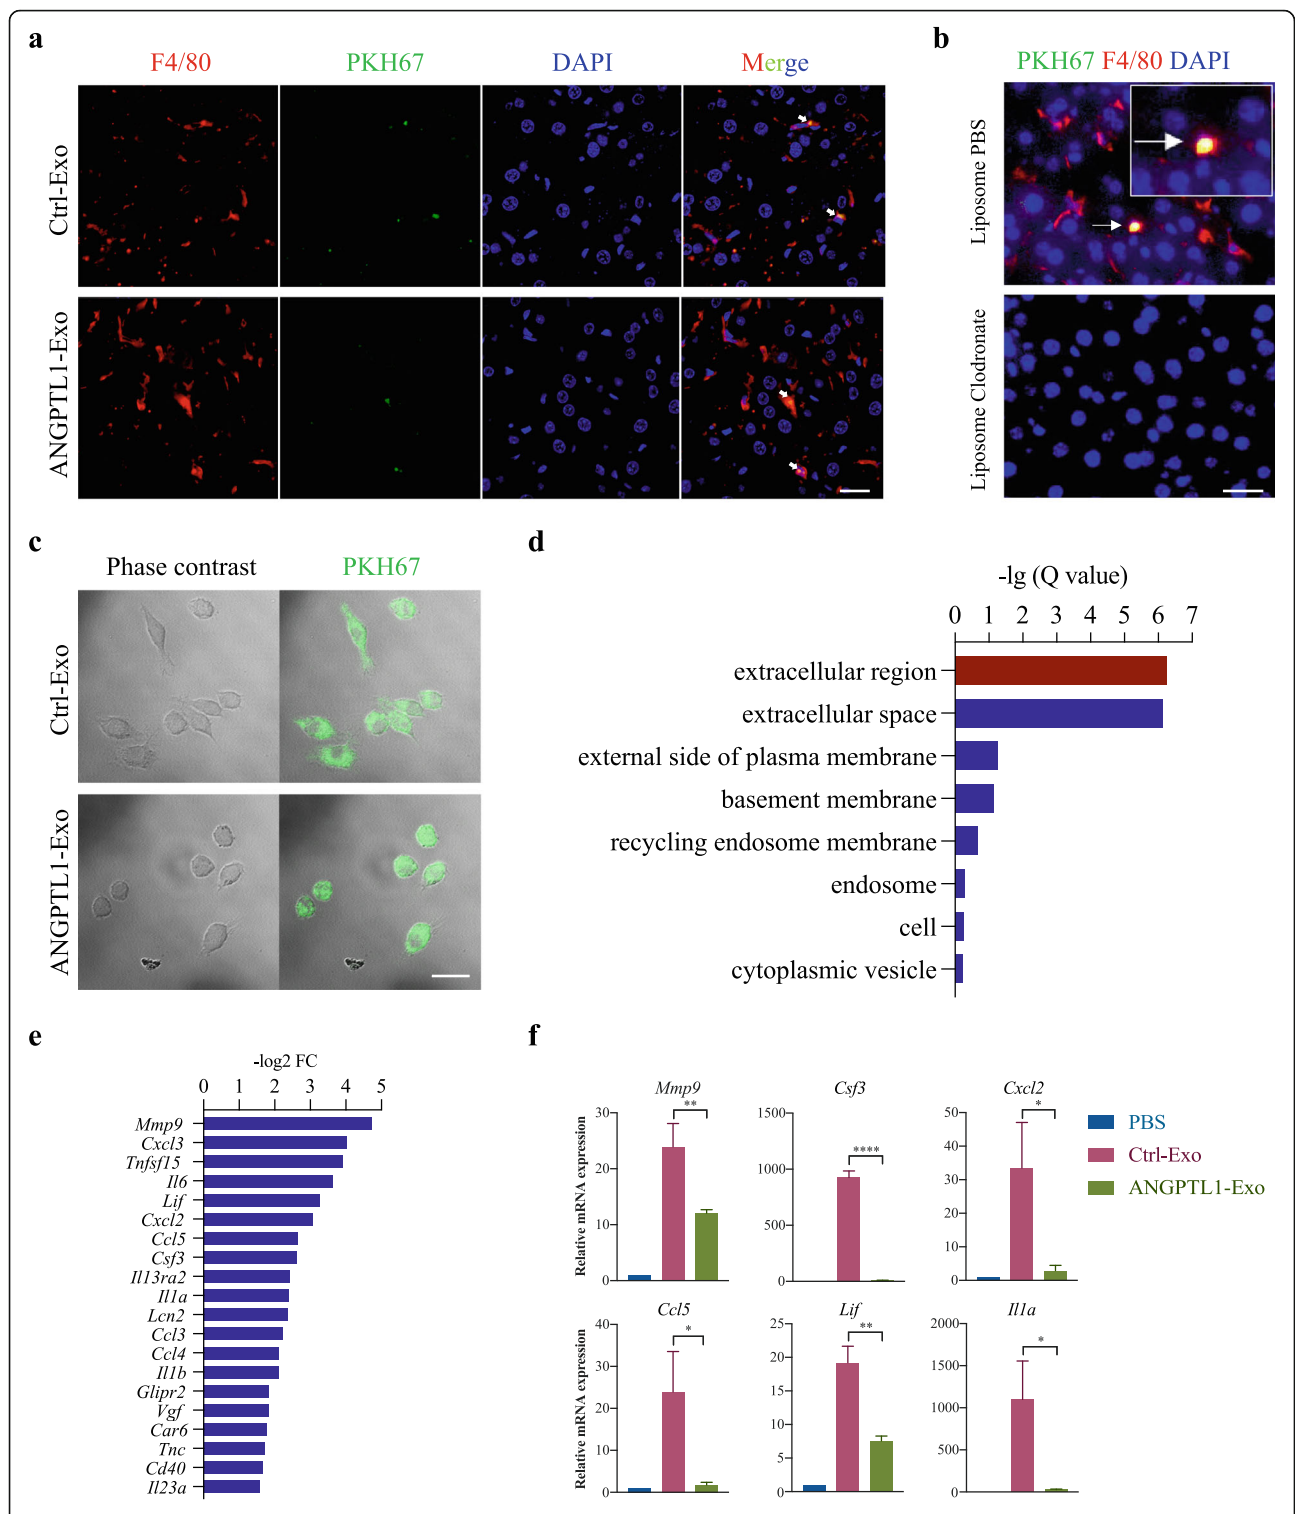 a
F4/80 PKH67 DAPI Merge
Ctrl-Exo
ANGPTL1-Exo
b
PKH67 F4/80 DAPI
Liposome PBS
Liposome Clodronate
c
Phase contrast PKH67
Ctrl-Exo
ANGPTL1-Exo
d
-lg (Q value)
0 1 2 3 4 5 6 7
extracellular region
extracellular space
external side of plasma membrane
basement membrane
recycling endosome membrane
endosome
cell
cytoplasmic vesicle
e
-log2 FC
0 1 2 3 4 5
Mmp9
Cxcl3
Tnfsf15
Il6
Lif
Cxcl2
Ccl5
Csf3
Il13ra2
Il1a
Lcn2
Ccl3
Ccl4
Il1b
Glipr2
Vgf
Car6
Tnc
Cd40
Il23a
f
Mmp9
Relative mRNA expression
30
20
10
0
**
Csf3
1500
1000
500
0
****
Cxcl2
50
40
30
20
10
0
*
PBS
Ctrl-Exo
ANGPTL1-Exo
Ccl5
Relative mRNA expression
40
30
20
10
0
*
Lif
25
20
15
10
5
0
**
Il1a
2000
1500
1000
500
0
*